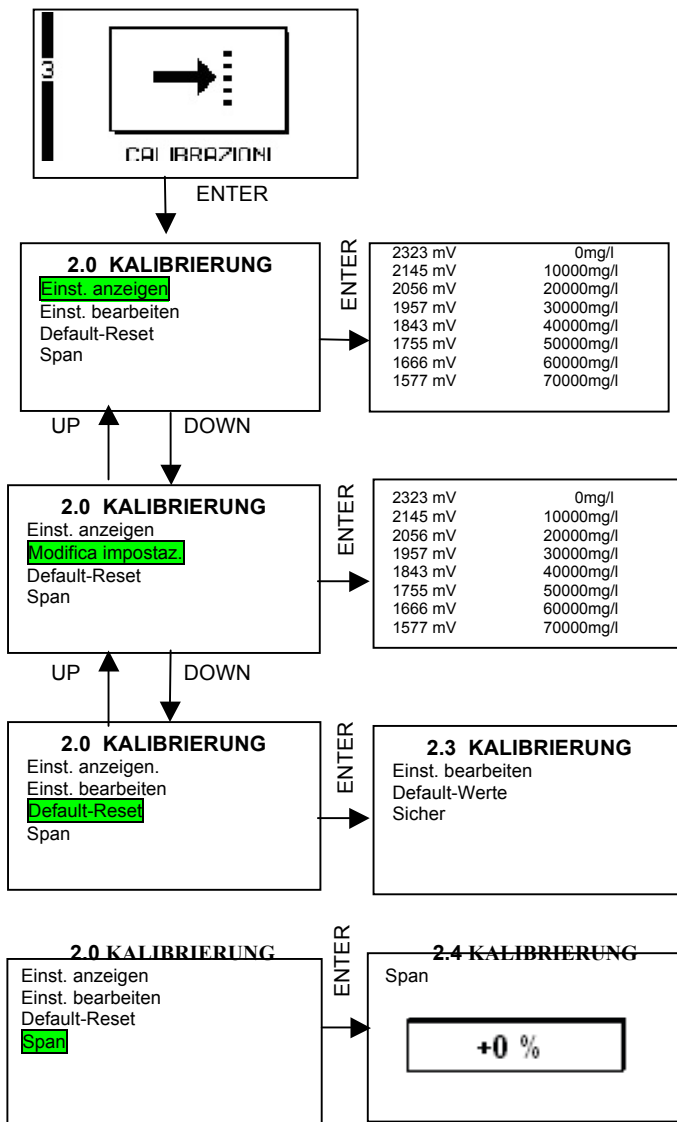 3
CALIBRAZIONI
ENTER
2.0 KALIBRIERUNG
Einst. anzeigen
Einst. bearbeiten
Default-Reset
Span
ENTER
2323 mV 0mg/l
2145 mV 10000mg/l
2056 mV 20000mg/l
1957 mV 30000mg/l
1843 mV 40000mg/l
1755 mV 50000mg/l
1666 mV 60000mg/l
1577 mV 70000mg/l
UP DOWN
2.0 KALIBRIERUNG
Einst. anzeigen
Modifica impostaz.
Default-Reset
Span
ENTER
2323 mV 0mg/l
2145 mV 10000mg/l
2056 mV 20000mg/l
1957 mV 30000mg/l
1843 mV 40000mg/l
1755 mV 50000mg/l
1666 mV 60000mg/l
1577 mV 70000mg/l
UP DOWN
2.0 KALIBRIERUNG
Einst. anzeigen.
Einst. bearbeiten
Default-Reset
Span
ENTER
2.3 KALIBRIERUNG
Einst. bearbeiten
Default-Werte
Sicher
2.0 KALIBRIERUNG
Einst. anzeigen
Einst. bearbeiten
Default-Reset
Span
ENTER
2.4 KALIBRIERUNG
Span
+0 %